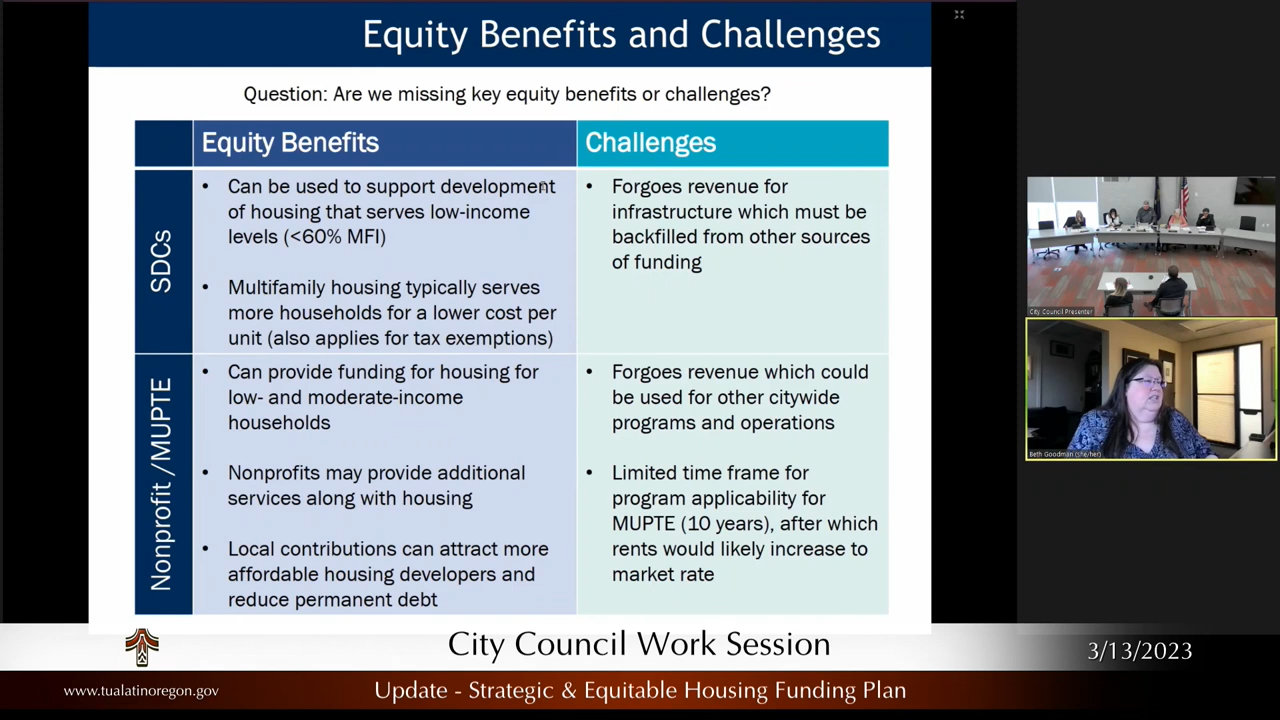 Equity Benefits and Challenges
Question: Are we missing key equity benefits or challenges?
Equity Benefits
Challenges
SDCs
• Can be used to support development
of housing that serves low-income
levels (<60% MFI)
• Multifamily housing typically serves
more households for a lower cost per
unit (also applies for tax exemptions)
• Forgoes revenue for
infrastructure which must be
backfilled from other sources
of funding
Nonprofit /MUPTE
• Can provide funding for housing for
low- and moderate-income
households
• Nonprofits may provide additional
services along with housing
• Local contributions can attract more
affordable housing developers and
reduce permanent debt
• Forgoes revenue which could
be used for other citywide
programs and operations
• Limited time frame for
program applicability for
MUPTE (10 years), after which
rents would likely increase to
market rate
City Council Presenter
Beth Goodman (she/her)
City Council Work Session
3/13/2023
www.tualatinoregon.gov
Update - Strategic & Equitable Housing Funding Plan